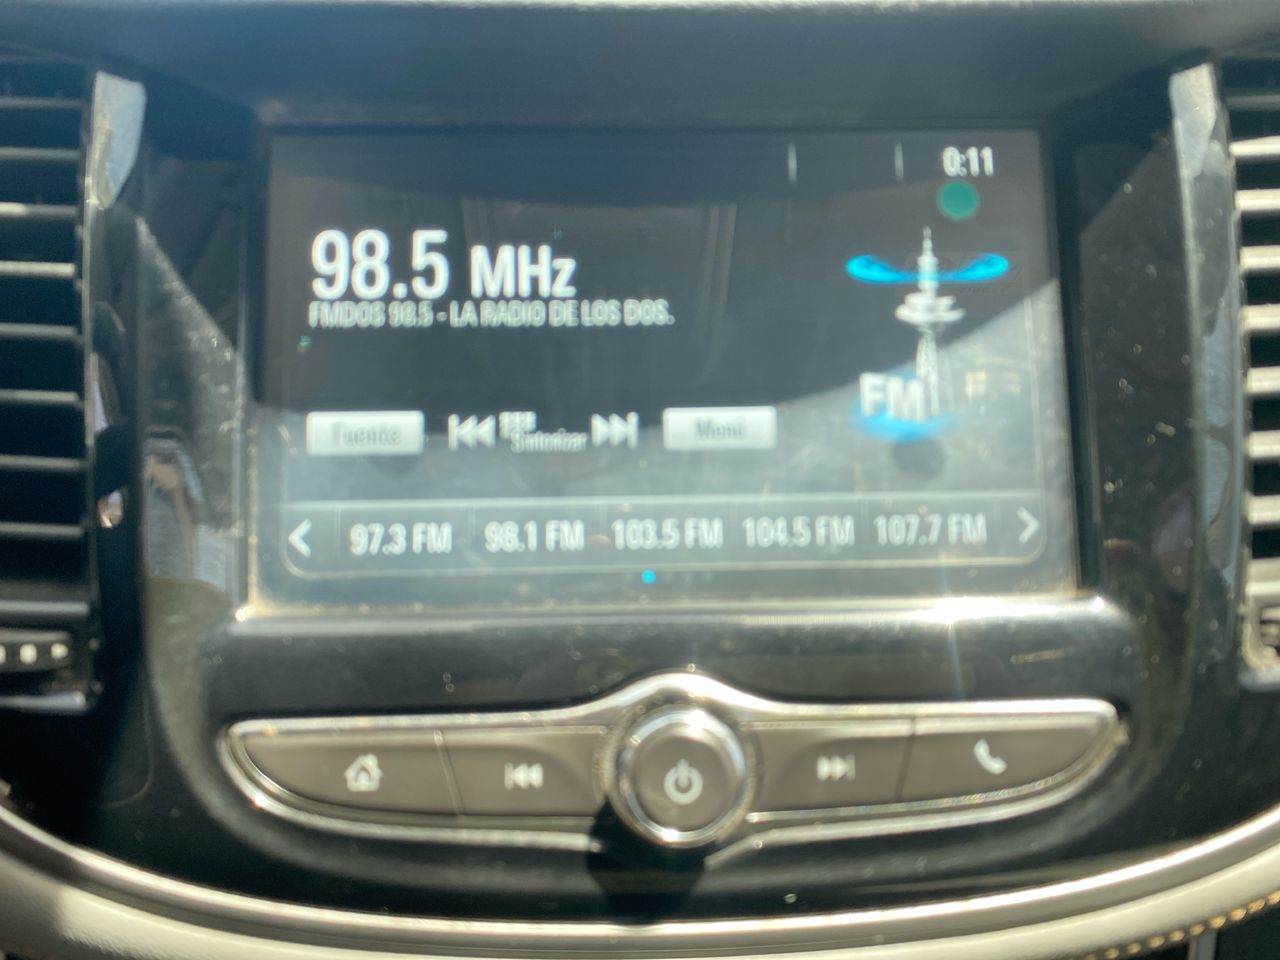 0:11
98.5 MHz
FMDOS 98.5 - LA RADIO DE LOS DOS.
FM
Fuente
Sintonizar
Menú
97.3 FM
98.1 FM
103.5 FM
104.5 FM
107.7 FM